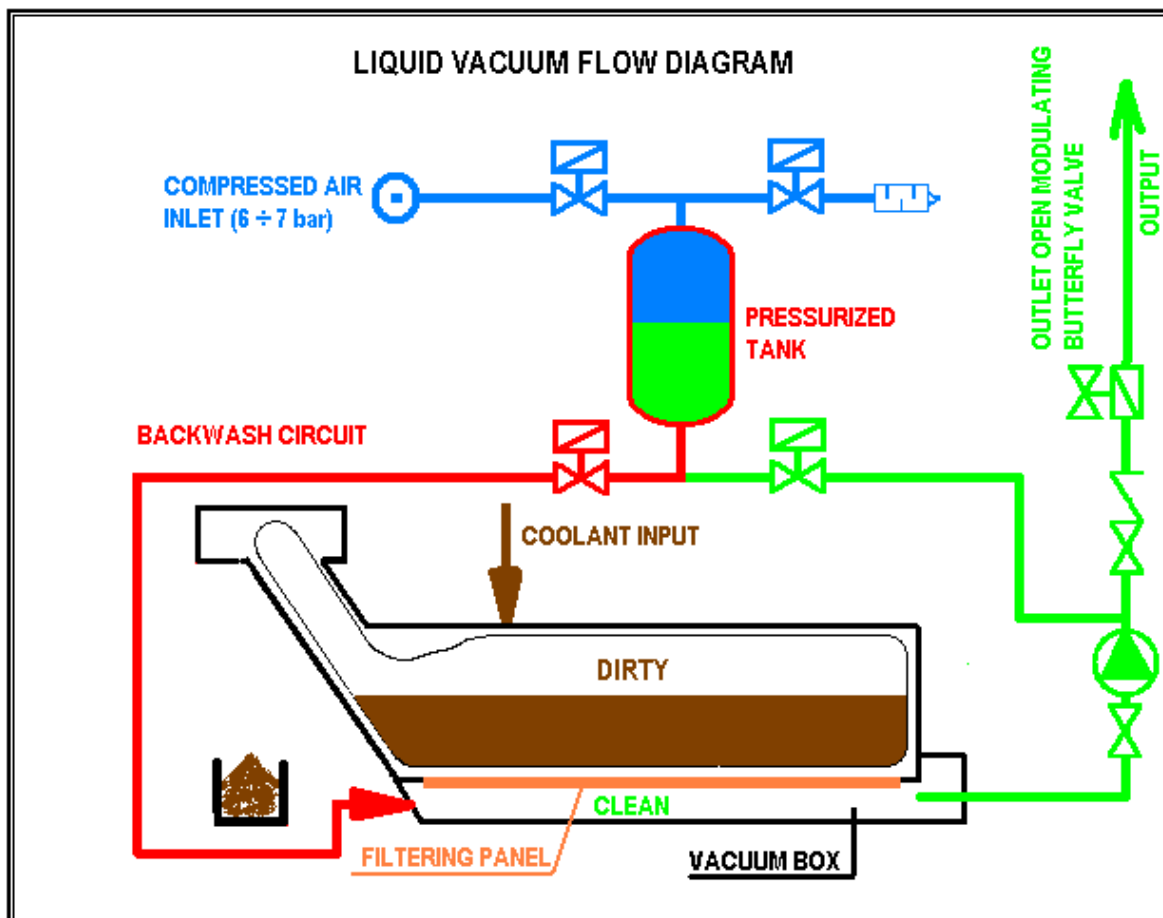 LIQUID VACUUM FLOW DIAGRAM
COMPRESSED AIR
INLET (6 ÷ 7 bar)
PRESSURIZED
TANK
OUTLET OPEN MODULATING
BUTTERFLY VALVE
OUTPUT
BACKWASH CIRCUIT
COOLANT INPUT
DIRTY
CLEAN
FILTERING PANEL
VACUUM BOX